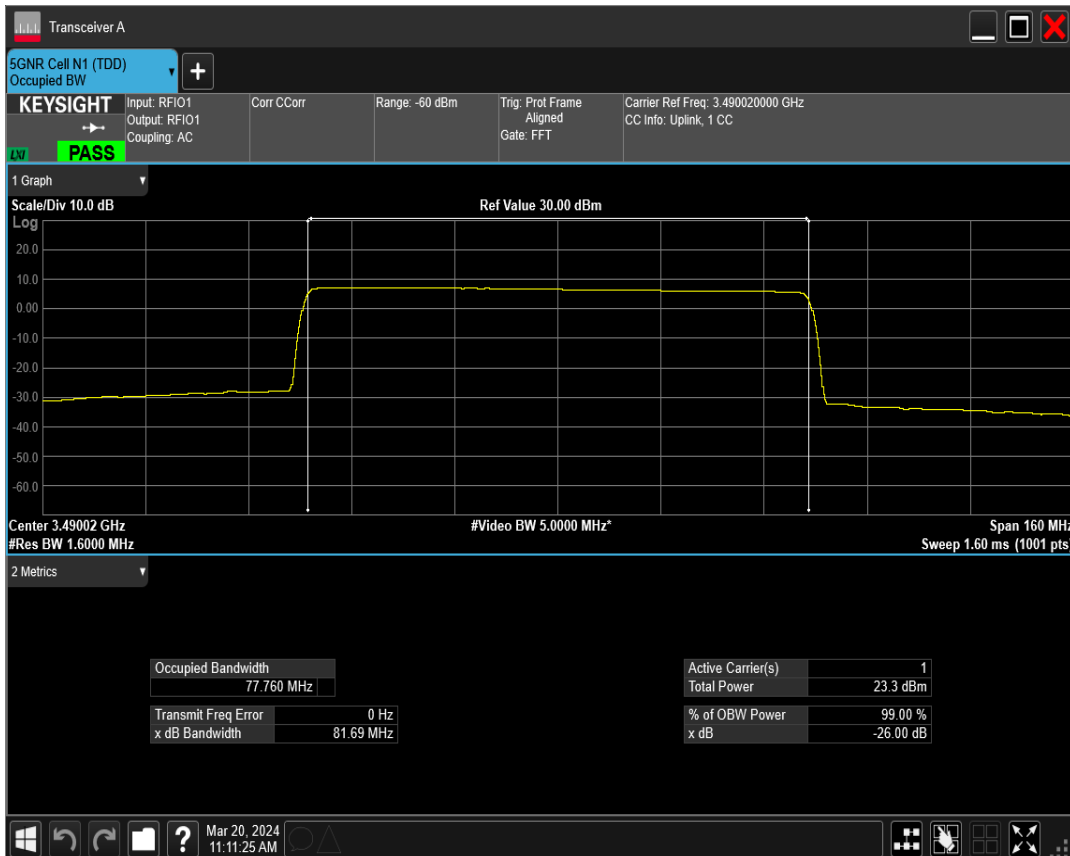 Transceiver A
5GNR Cell N1 (TDD)
Occupied BW
+
KEYSIGHT
LXI
PASS
Input: RFIO1
Output: RFIO1
Coupling: AC
Corr CCorr
Range: -60 dBm
Trig: Prot Frame
Aligned
Gate: FFT
Carrier Ref Freq: 3.490020000 GHz
CC Info: Uplink, 1 CC
1 Graph
Scale/Div 10.0 dB
Ref Value 30.00 dBm
Log
20.0
10.0
0.00
-10.0
-20.0
-30.0
-40.0
-50.0
-60.0
Center 3.49002 GHz
#Video BW 5.0000 MHz*
Span 160 MHz
#Res BW 1.6000 MHz
Sweep 1.60 ms (1001 pts)
2 Metrics
Occupied Bandwidth
77.760 MHz
Transmit Freq Error 0 Hz
x dB Bandwidth 81.69 MHz
Active Carrier(s) 1
Total Power 23.3 dBm
% of OBW Power 99.00 %
x dB -26.00 dB
?
Mar 20, 2024
11:11:25 AM